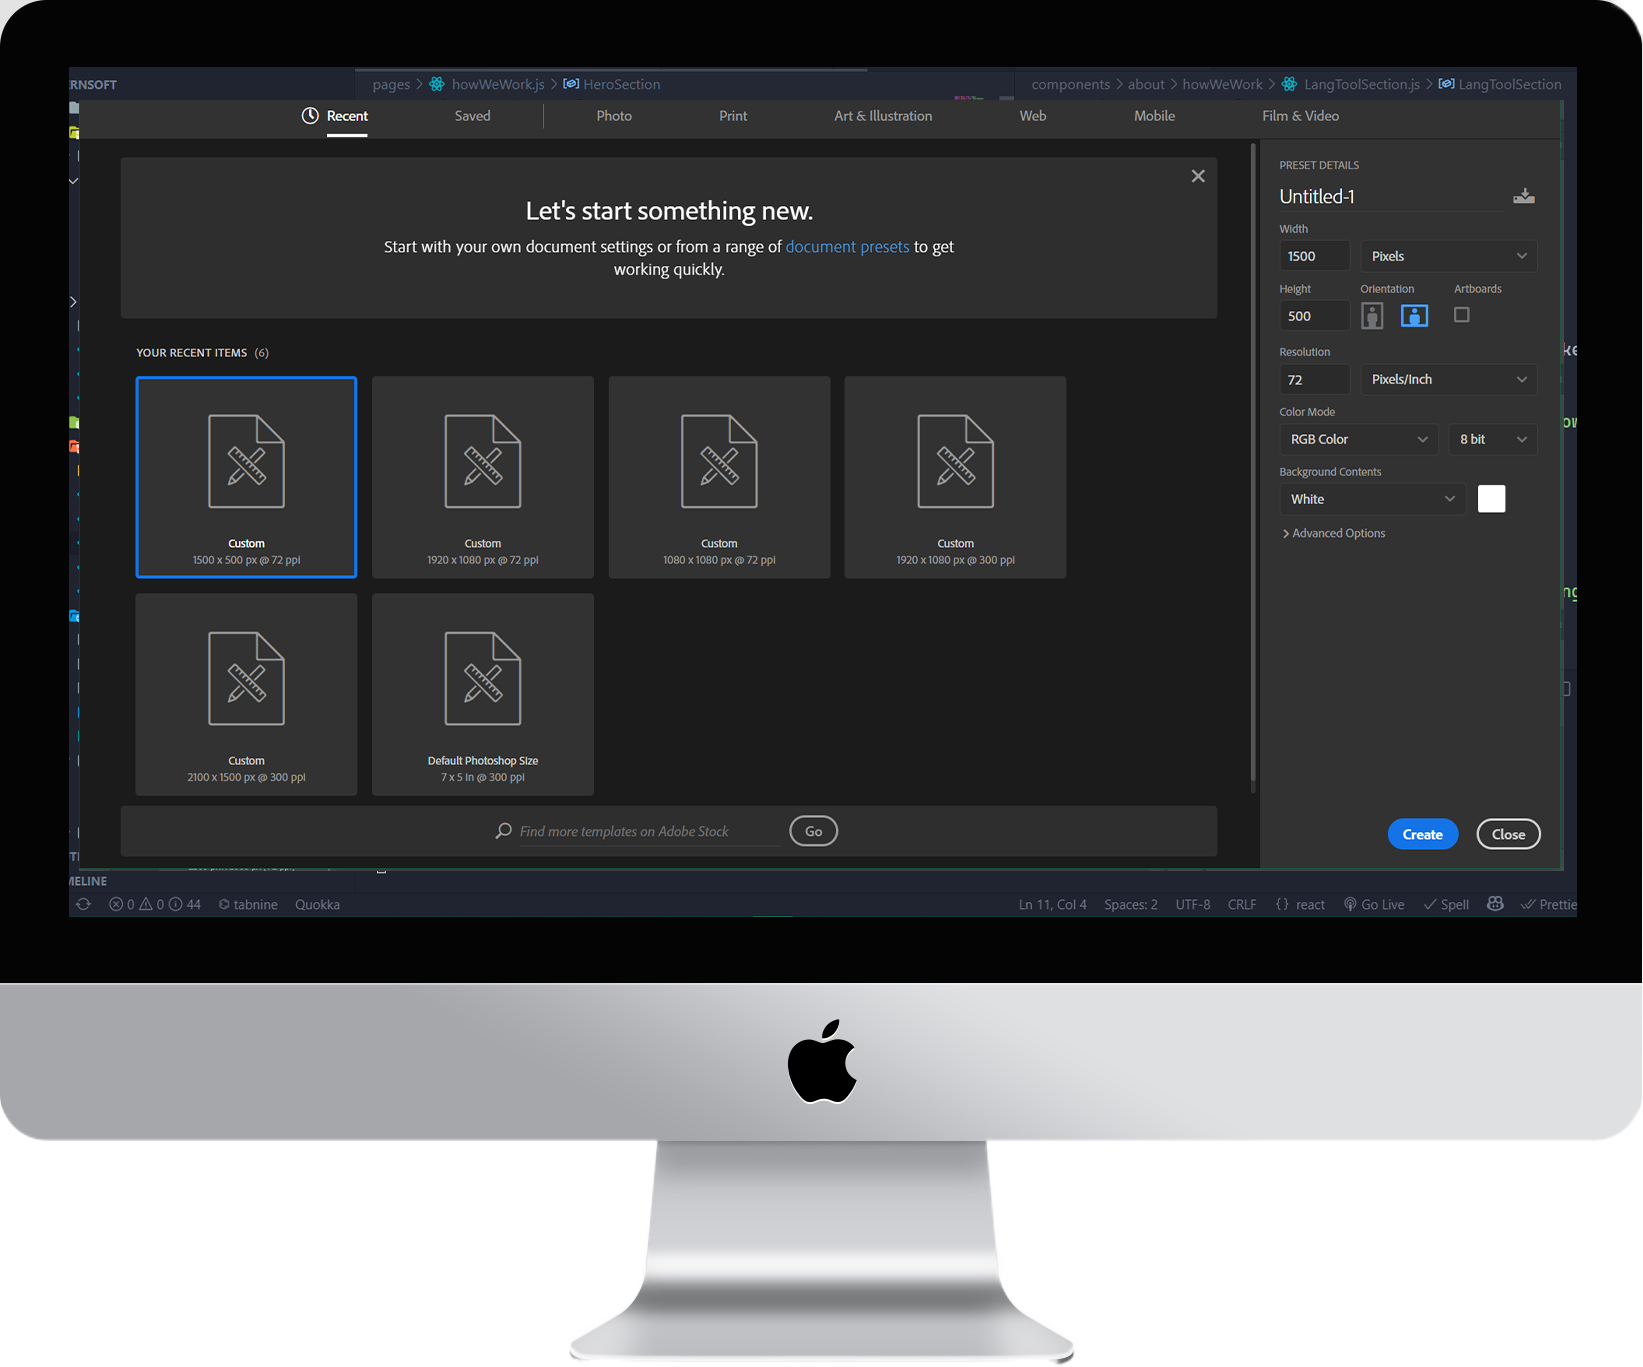 ERNSOFT
pages > howWeWork.js > HeroSection
components > about > howWeWork > LangToolSection.js > LangToolSection
Recent
Saved
Photo
Print
Art & Illustration
Web
Mobile
Film & Video
Let's start something new.
Start with your own document settings or from a range of document presets to get
working quickly.
YOUR RECENT ITEMS (6)
Custom
1500 x 500 px @ 72 ppI
Custom
1920 x 1080 px @ 72 ppI
Custom
1080 x 1080 px @ 72 ppI
Custom
1920 x 1080 px @ 300 ppI
Custom
2100 x 1500 px @ 300 ppI
Default Photoshop Size
7 x 5 In @ 300 ppI
Find more templates on Adobe Stock
Go
PRESET DETAILS
Untitled-1
Width
1500
Pixels
Height
Orientation
Artboards
500
Resolution
72
Pixels/Inch
Color Mode
RGB Color
8 bit
Background Contents
White
Advanced Options
Create
Close
MELINE
0 0 44
tabnine
Quokka
Ln 11, Col 4
Spaces: 2
UTF-8
CRLF
{ } react
Go Live
Spell
Prettie